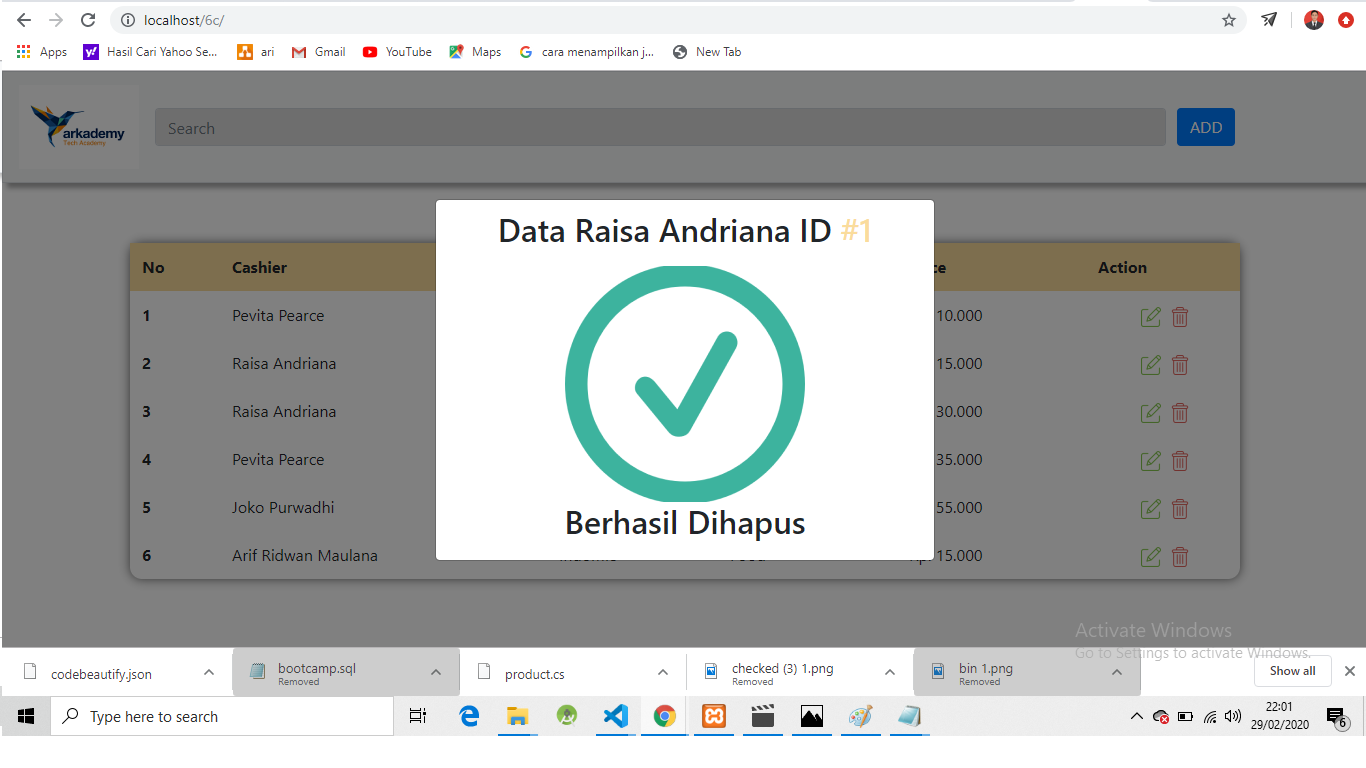 localhost/6c/
Apps
Hasil Cari Yahoo Se...
ari
Gmail
YouTube
Maps
cara menampilkan j...
New Tab
arkademy
Tech Academy
Search
ADD
Data Raisa Andriana ID #1
Berhasil Dihapus
No Cashier Action
1 Pevita Pearce 10.000
2 Raisa Andriana 15.000
3 Raisa Andriana 30.000
4 Pevita Pearce 35.000
5 Joko Purwadhi 55.000
6 Arif Ridwan Maulana 15.000
Activate Windows
Go to Settings to activate Windows.
codebeautify.json
bootcamp.sql
Removed
product.cs
checked (3) 1.png
Removed
bin 1.png
Removed
Show all
Type here to search
22:01
29/02/2020
6